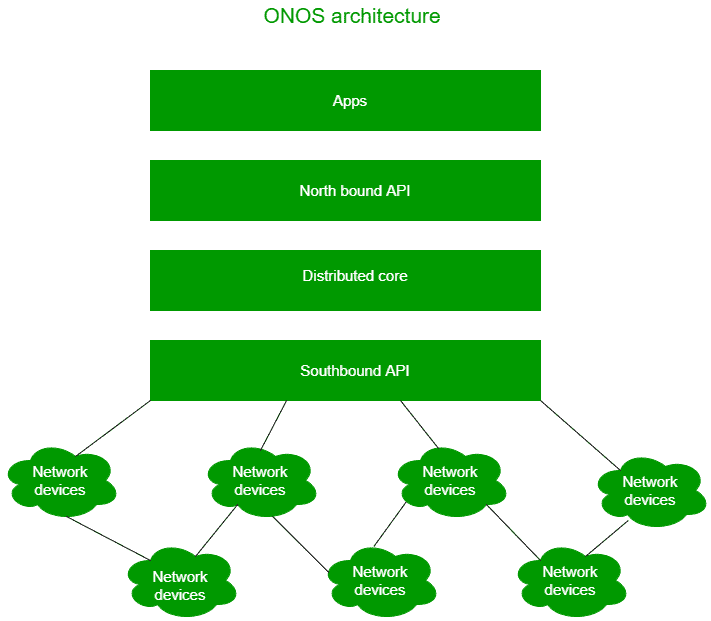 ONOS architecture
Apps
North bound API
Distributed core
Southbound API
Network
devices
Network
devices
Network
devices
Network
devices
Network
devices
Network
devices
Network
devices